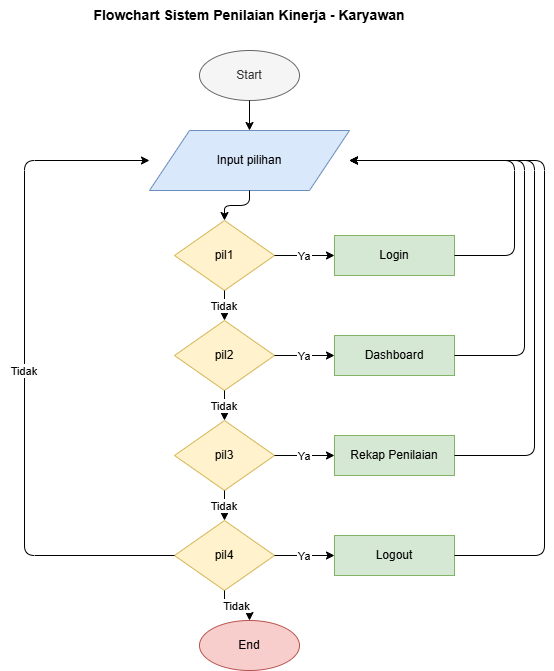 Flowchart Sistem Penilaian Kinerja - Karyawan
Start
Input pilihan
pil1
Ya
Login
Tidak
pil2
Ya
Dashboard
Tidak
Tidak
pil3
Ya
Rekap Penilaian
Tidak
pil4
Ya
Logout
Tidak
End